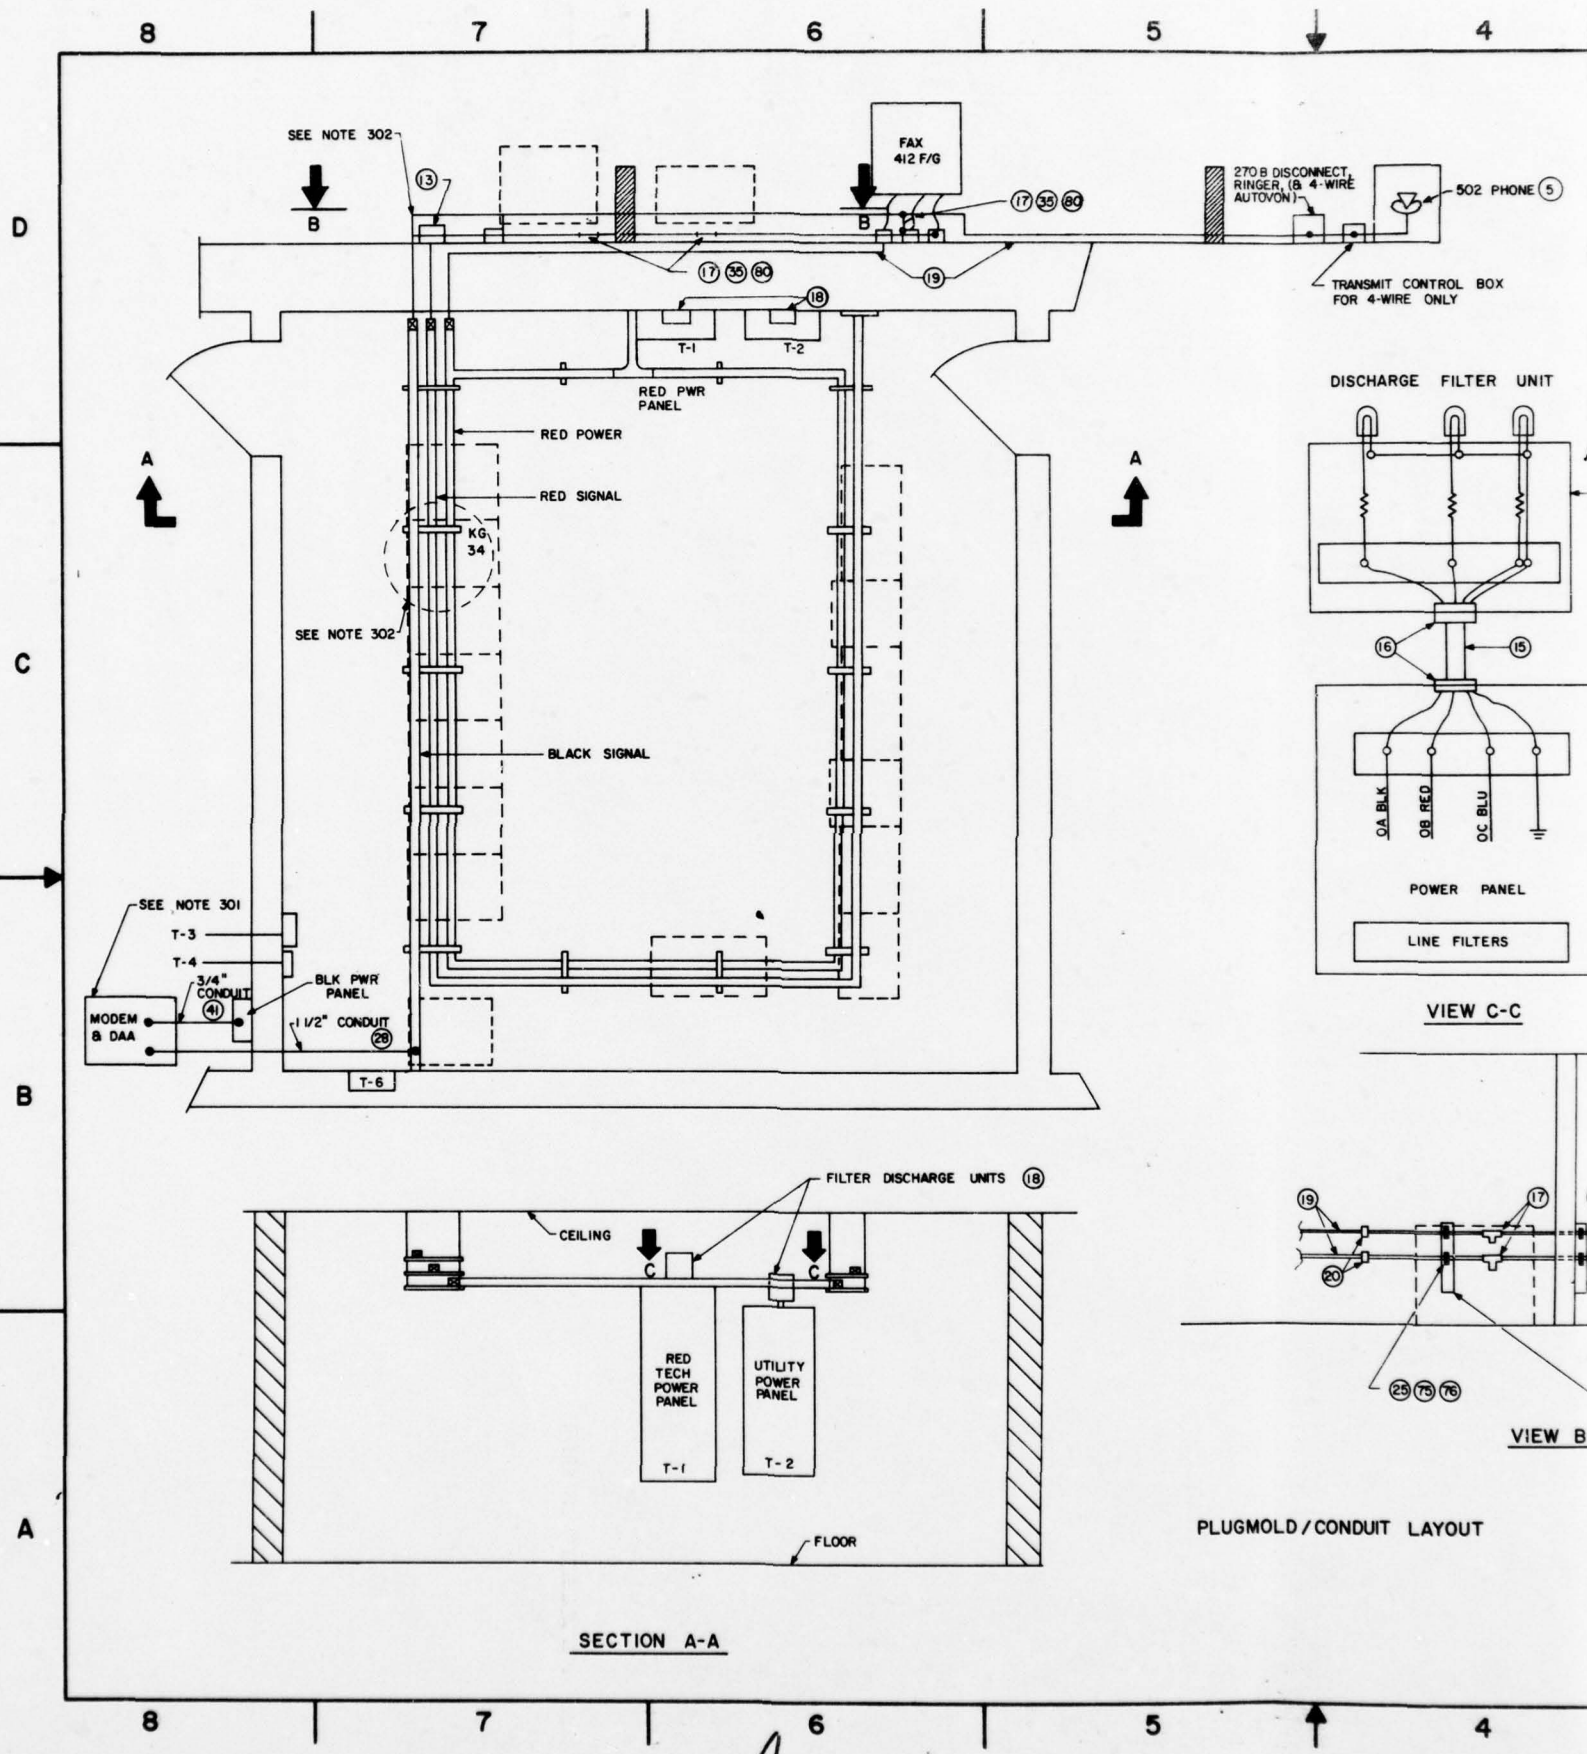 8 7 6 5 4
SEE NOTE 302
13
B
FAX
412 F/G
B
17 35 80
270 B DISCONNECT,
RINGER, (& 4-WIRE
AUTOVON)
502 PHONE 5
D
17 35 80
19
TRANSMIT CONTROL BOX
FOR 4-WIRE ONLY
18
T-1
T-2
RED PWR
PANEL
DISCHARGE FILTER UNIT
RED POWER
A
A
RED SIGNAL
KG
34
SEE NOTE 302
C
16
15
BLACK SIGNAL
OA BLK
OB RED
OC BLU
POWER PANEL
LINE FILTERS
VIEW C-C
SEE NOTE 301
T-3
T-4
3/4"
CONDUIT
41
BLK PWR
PANEL
MODEM
& DAA
1 1/2" CONDUIT
28
T-6
B
FILTER DISCHARGE UNITS 18
CEILING
C
C
19
17
20
25 75 76
VIEW B
RED
TECH
POWER
PANEL
T-1
UTILITY
POWER
PANEL
T-2
A
FLOOR
PLUGMOLD/CONDUIT LAYOUT
SECTION A-A
8 7 6 5 4